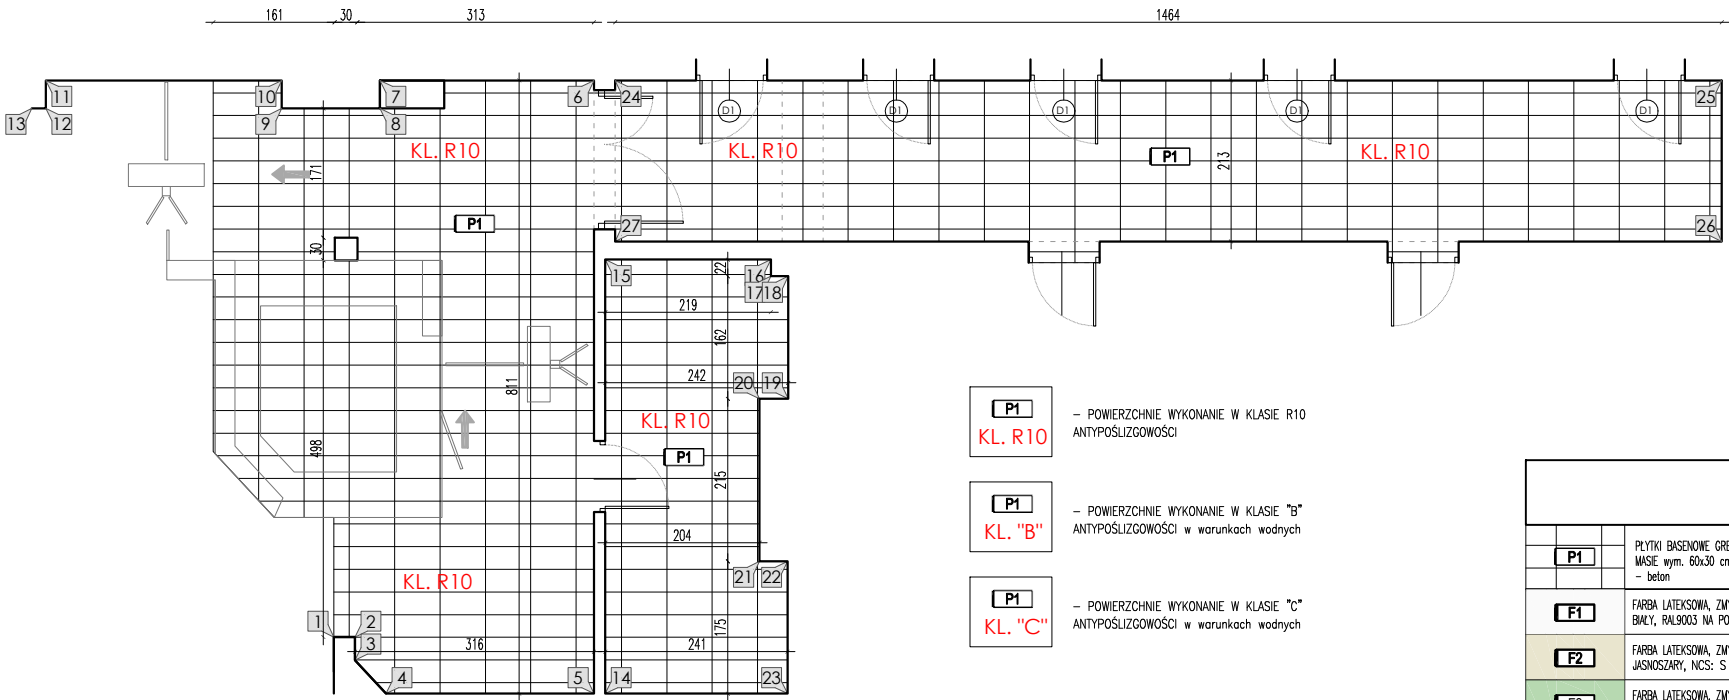 161 30 313 1464
11 10 7 6 24 25
13 12 9 8
D1 D1 D1 D1 D1
KL. R10 KL. R10 KL. R10
P1
171 213
P1
27 26
30
15 22 16
17 18
219
162
242
20 19
811
KL. R10
498
P1
215
204
21 22
KL. R10
175
1 2
3 316 241
4 5 14 23
P1
KL. R10
– POWIERZCHNIE WYKONANIE W KLASIE R10
ANTYPOŚLIZGOWOŚCI
P1
KL. "B"
– POWIERZCHNIE WYKONANIE W KLASIE "B"
ANTYPOŚLIZGOWOŚCI w warunkach wodnych
P1
KL. "C"
– POWIERZCHNIE WYKONANIE W KLASIE "C"
ANTYPOŚLIZGOWOŚCI w warunkach wodnych
P1
PŁYTKI BASENOWE GRE
MASIE wym. 60x30 cm
– beton
F1
FARBA LATEKSOWA, ZM
BIAŁY, RAL9003 NA PO
F2
FARBA LATEKSOWA, ZM
JASNOSZARY, NCS: S
FARBA LATEKSOWA, ZM